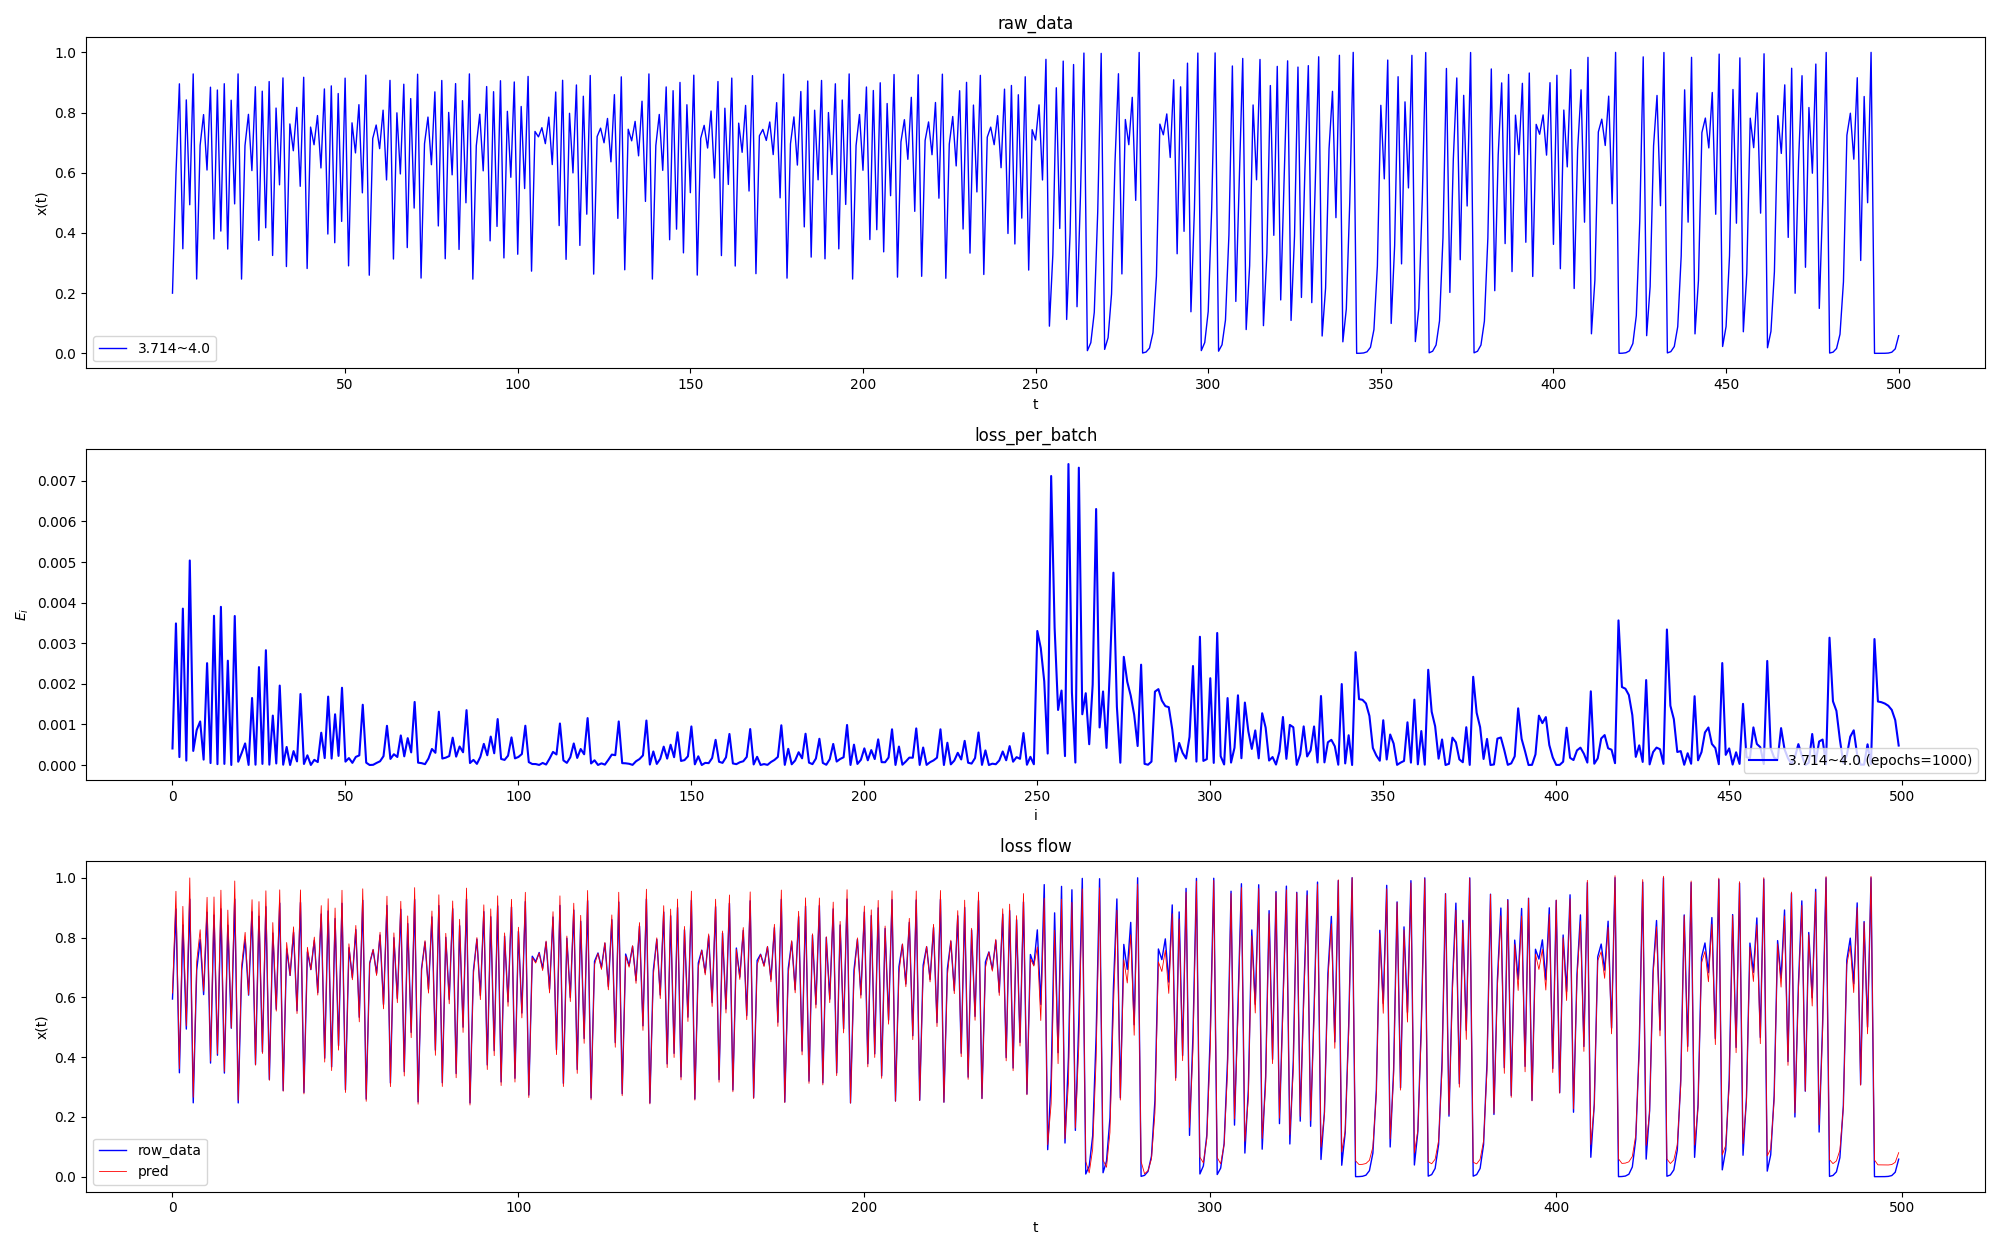 raw_data
1.0
0.8
0.6
0.4
0.2
0.0
x(t)
3.714~4.0
50 100 150 200 250 300 350 400 450 500
t
loss_per_batch
0.007
0.006
0.005
0.004
0.003
0.002
0.001
0.000
E_i
3.714~4.0 (epochs=1000)
0 50 100 150 200 250 300 350 400 450 500
i
loss flow
1.0
0.8
0.6
0.4
0.2
0.0
x(t)
row_data
pred
0 100 200 300 400 500
t